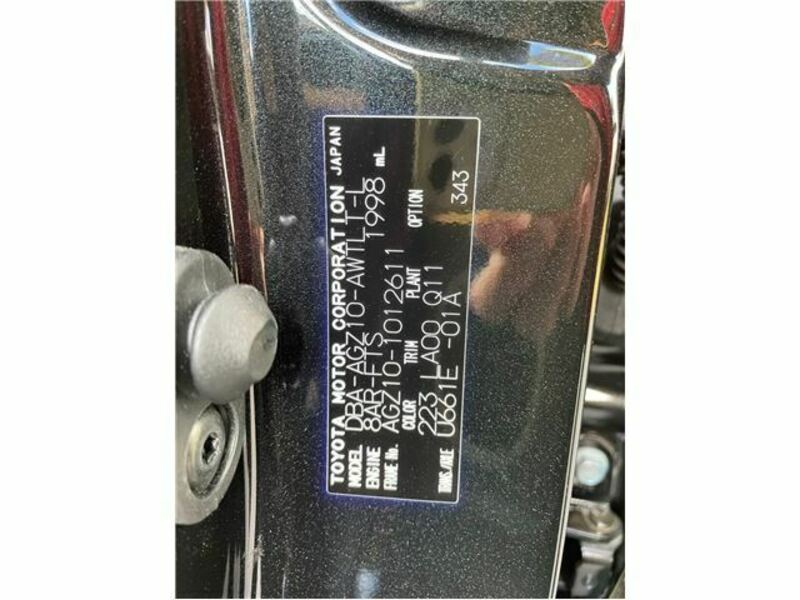 TOYOTA MOTOR CORPORATION JAPAN
MODEL DBA-AGZ10-AWTLT-L
ENGINE 8AR-FTS 1998 mL
FRAME No. AGZ10-1012611
COLOR TRIM PLANT OPTION
223 LA00 Q11 343
TRANS./AXLE U661E -01A